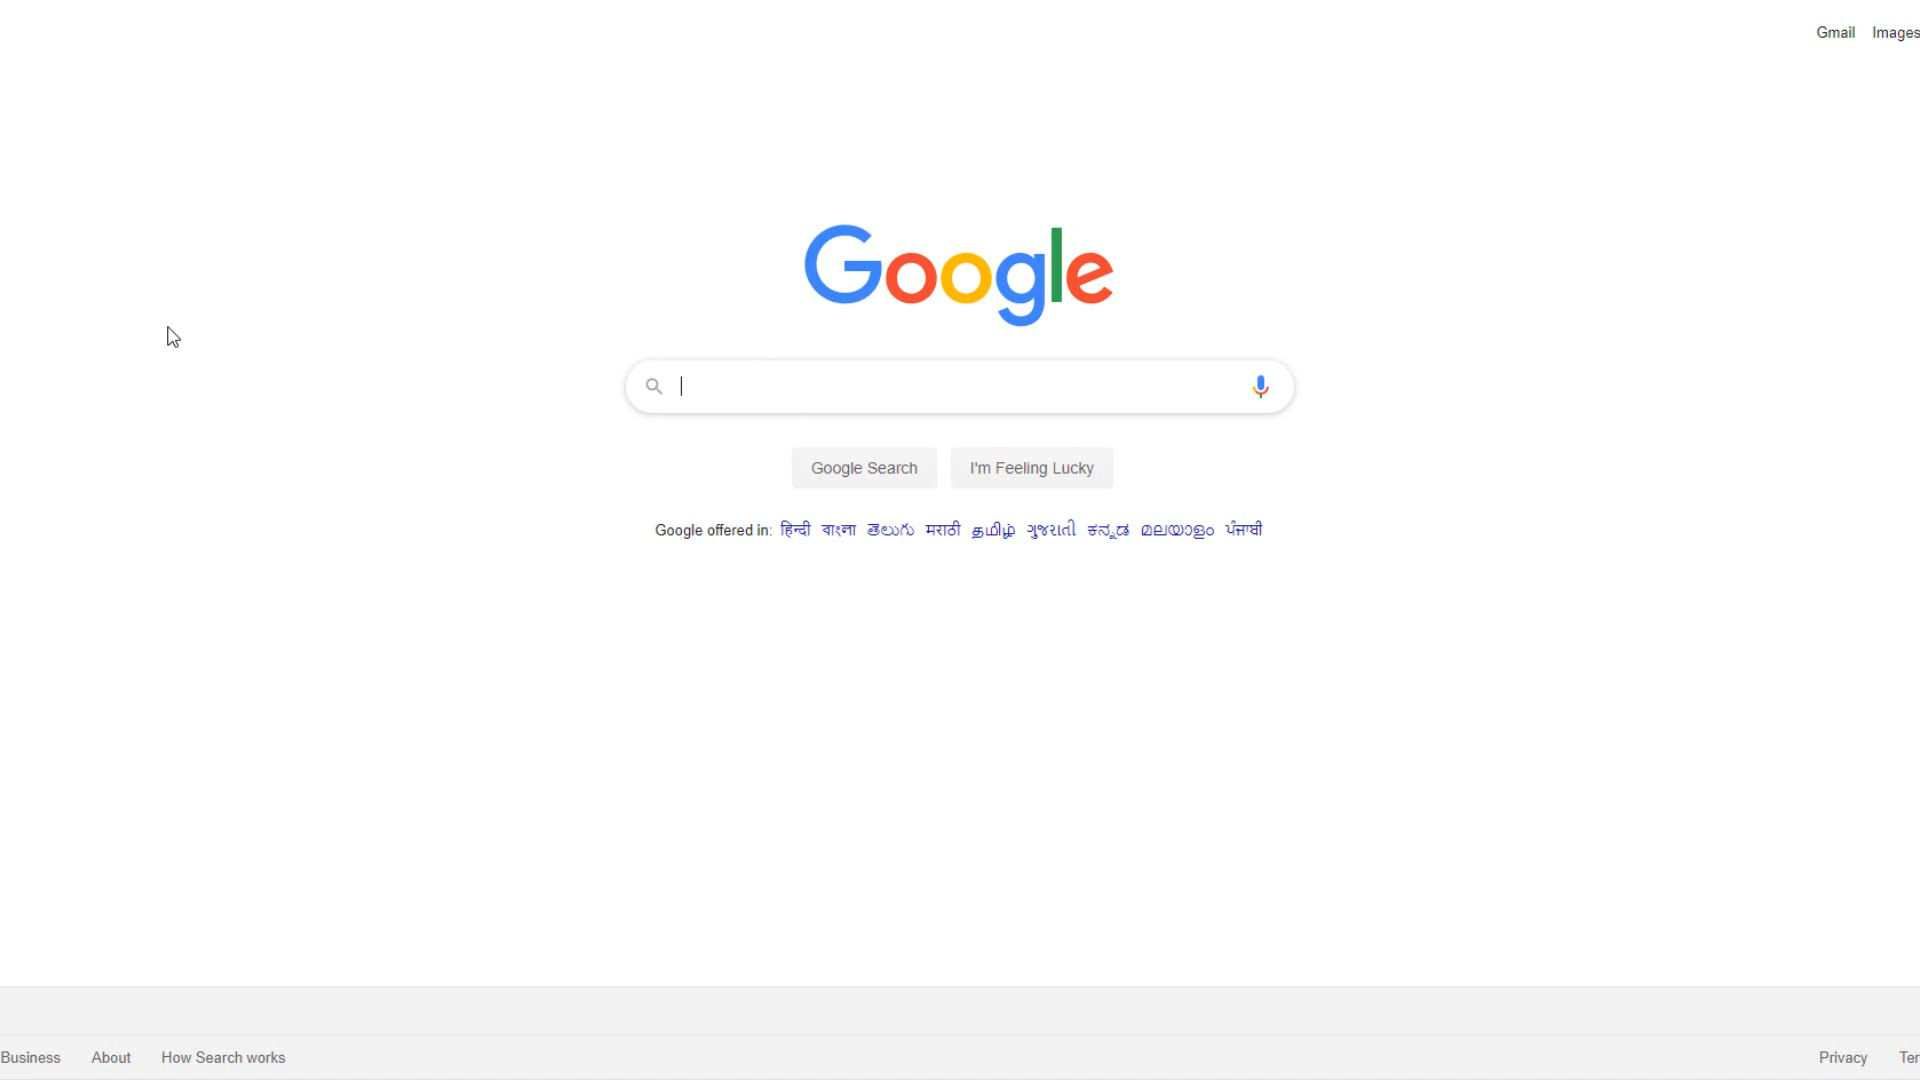 Gmail Images
Google
Google Search I'm Feeling Lucky
Google offered in: हिन्दी বাংলা తెలుగు मराठी தமிழ் ગુજરાતી ಕನ್ನಡ മലയാളം ਪੰਜਾਬੀ
Business About How Search works Privacy